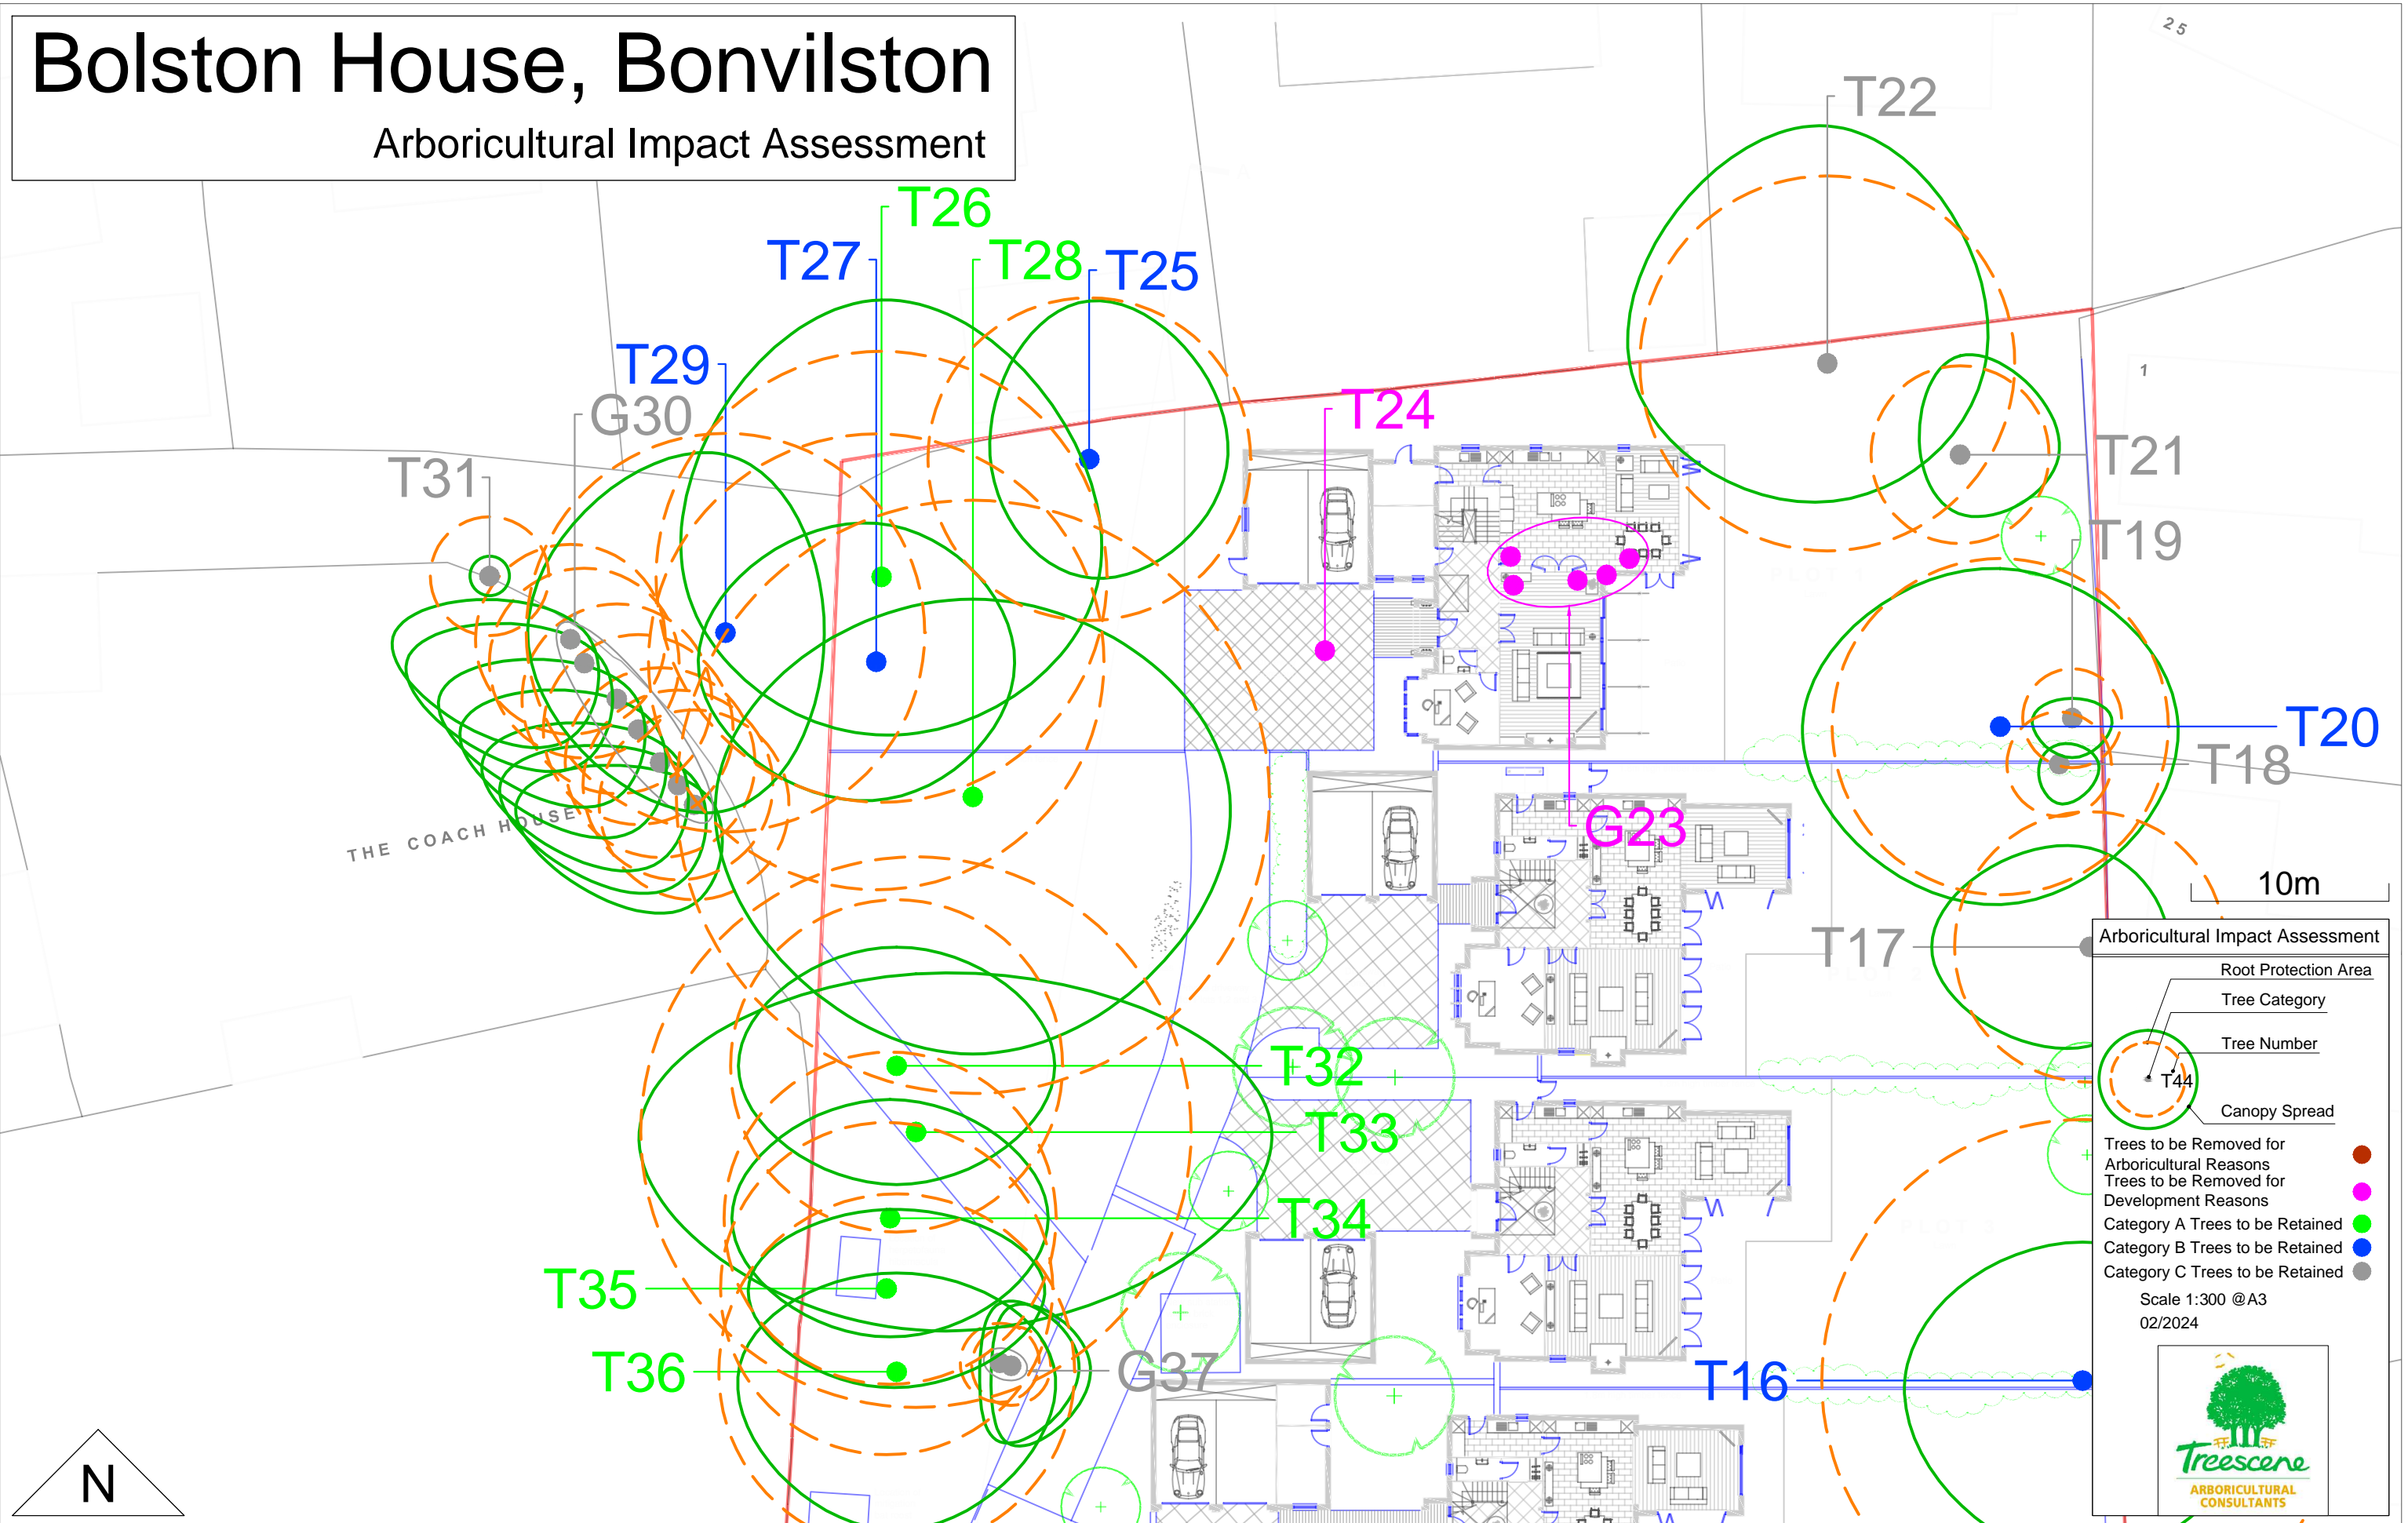 Bolston House, Bonvilston
Arboricultural Impact Assessment
25
T22
T26
T27
T28
T25
T29
1
T24
G30
T21
T31
T19
T20
T18
G23
THE COACH HOUSE
10m
T17
Arboricultural Impact Assessment
Root Protection Area
Tree Category
Tree Number
T44
Canopy Spread
T32
T33
T34
T35
T36
G37
T16
Trees to be Removed for
Arboricultural Reasons
Trees to be Removed for
Development Reasons
Category A Trees to be Retained
Category B Trees to be Retained
Category C Trees to be Retained
Scale 1:300 @A3
02/2024
N
Treescene
ARBORICULTURAL
CONSULTANTS